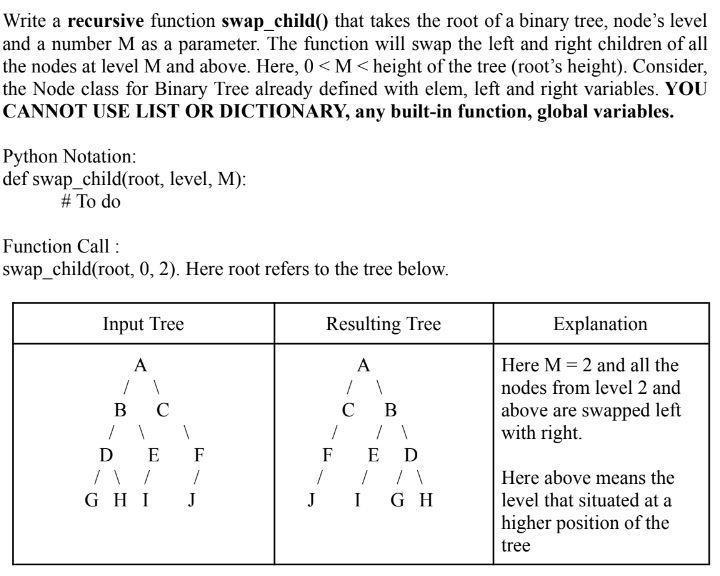 Write a recursive function swap_child() that takes the root of a binary tree, node's level
and a number M as a parameter. The function will swap the left and right children of all
the nodes at level M and above. Here, 0 < M < height of the tree (root's height). Consider,
the Node class for Binary Tree already defined with elem, left and right variables. YOU
CANNOT USE LIST OR DICTIONARY, any built-in function, global variables.
Python Notation:
def swap_child(root, level, M):
# To do
Function Call :
swap_child(root, 0, 2). Here root refers to the tree below.
Input Tree
A
/ \
B C
/ \ \
D E F
/ \ / /
G H I J
Resulting Tree
A
/ \
C B
/ / \
F E D
/ / / \
J I G H
Explanation
Here M = 2 and all the
nodes from level 2 and
above are swapped left
with right.
Here above means the
level that situated at a
higher position of the
tree